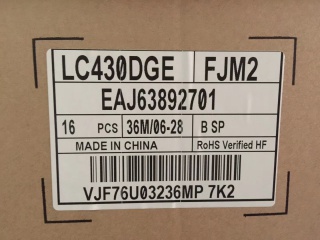 LC430DGE FJM2
EAJ63892701
16 PCS 36M/06-28 B SP
MADE IN CHINA RoHS Verified HF
VJF76U03236MP 7K2